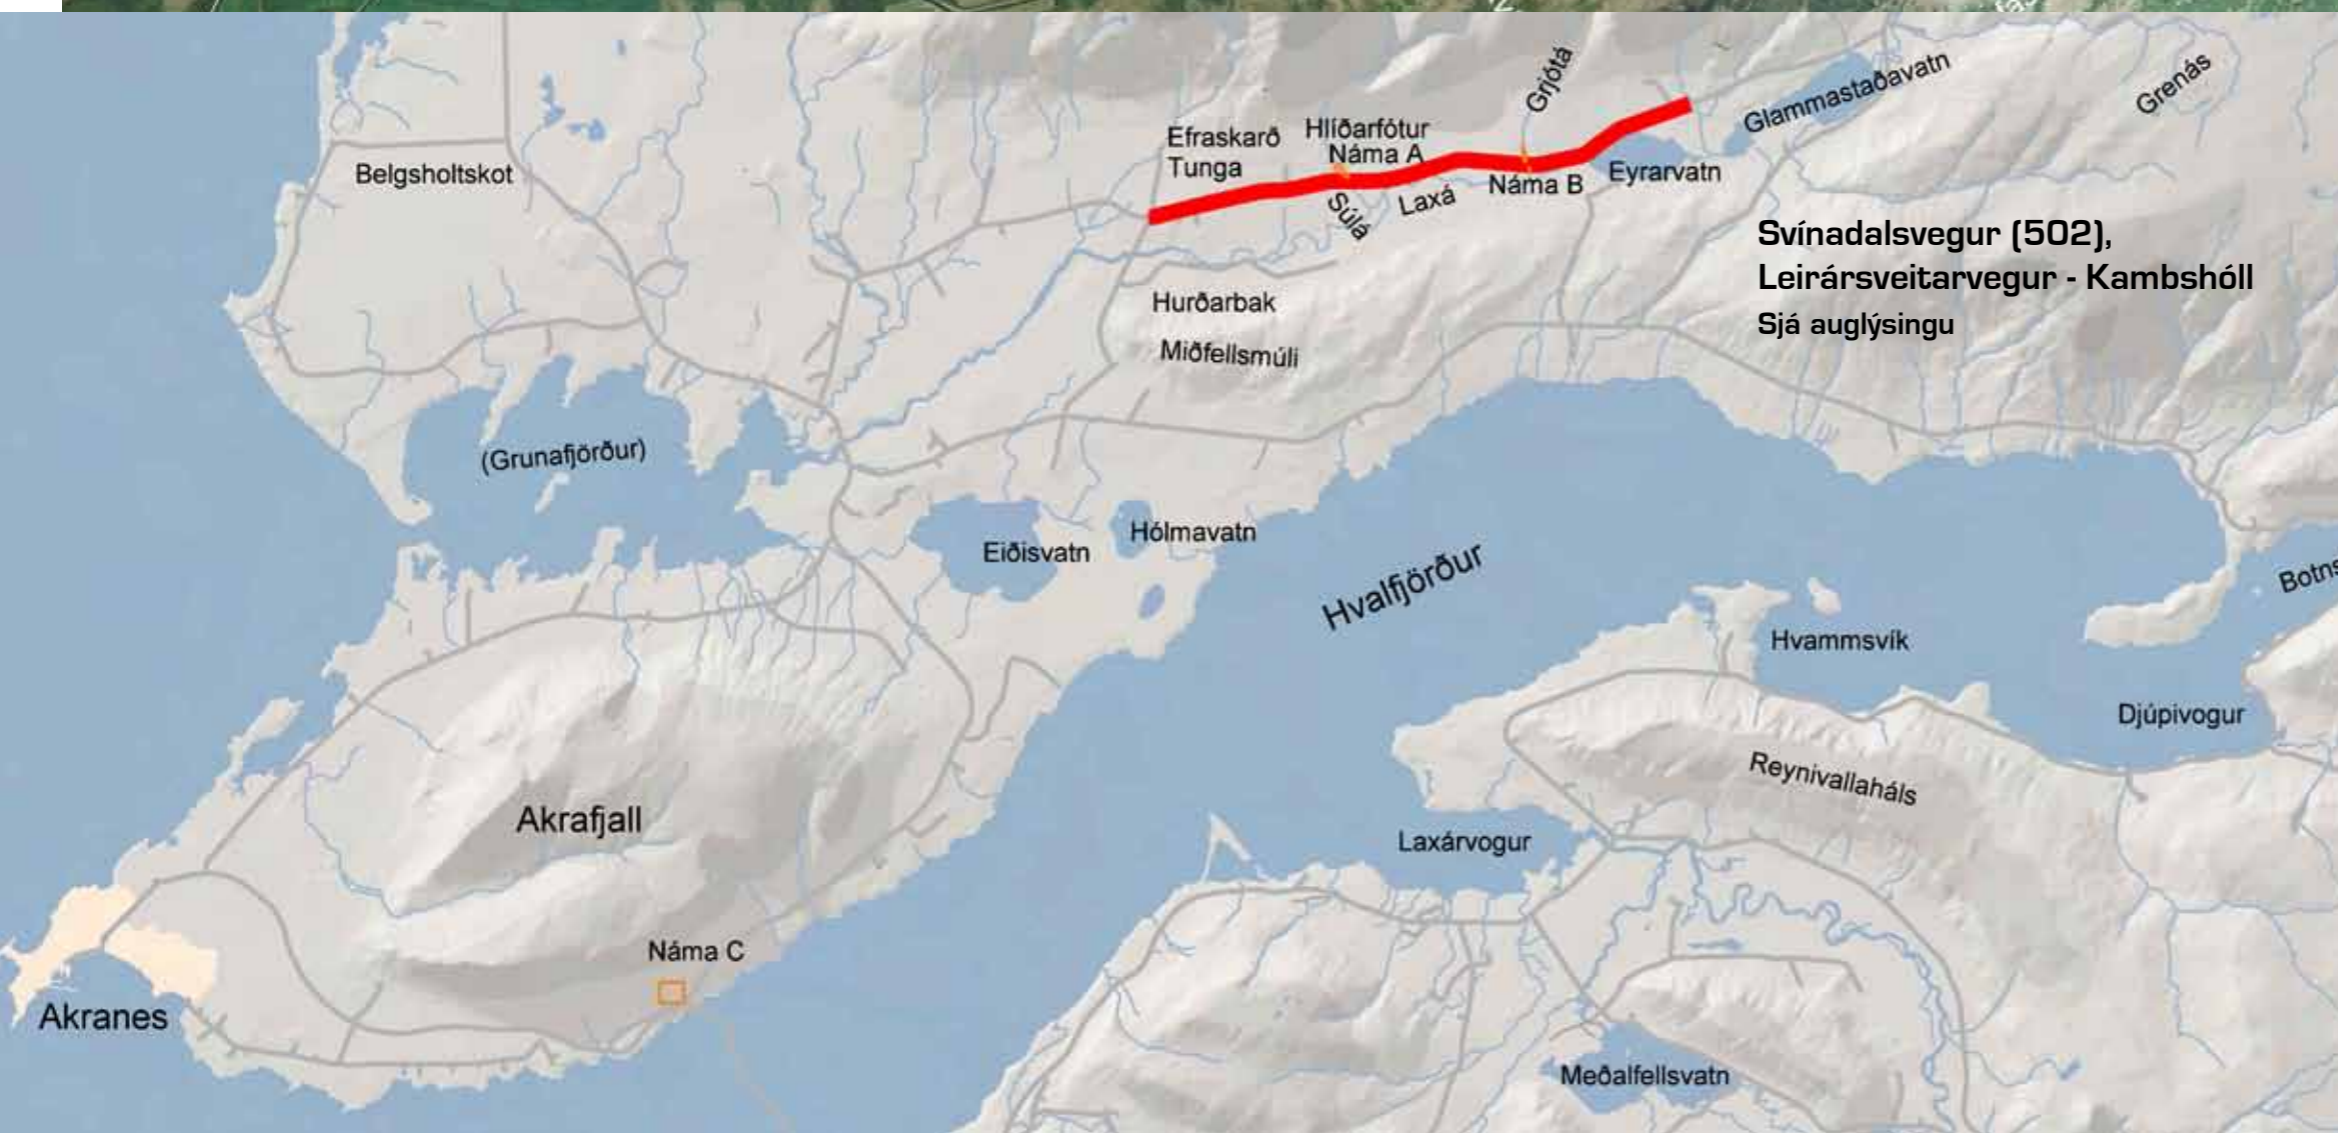 Grjótá
Glammastaðavatn
Grenás
Efraskarð
Tunga
Hlíðarfótur
Náma A
Belgsholtskot
Súlá
Laxá
Náma B
Eyrarvatn
Svínadalsvegur (502),
Leirársveitarvegur - Kambshóll
Sjá auglýsingu
Hurðarbak
Miðfellsmúli
(Grunafjörður)
Eiðisvatn
Hólmavatn
Hvalfjörður
Botns
Hvammsvík
Djúpivogur
Reynivallaháls
Akrafjall
Laxárvogur
Náma C
Akranes
Meðalfellsvatn